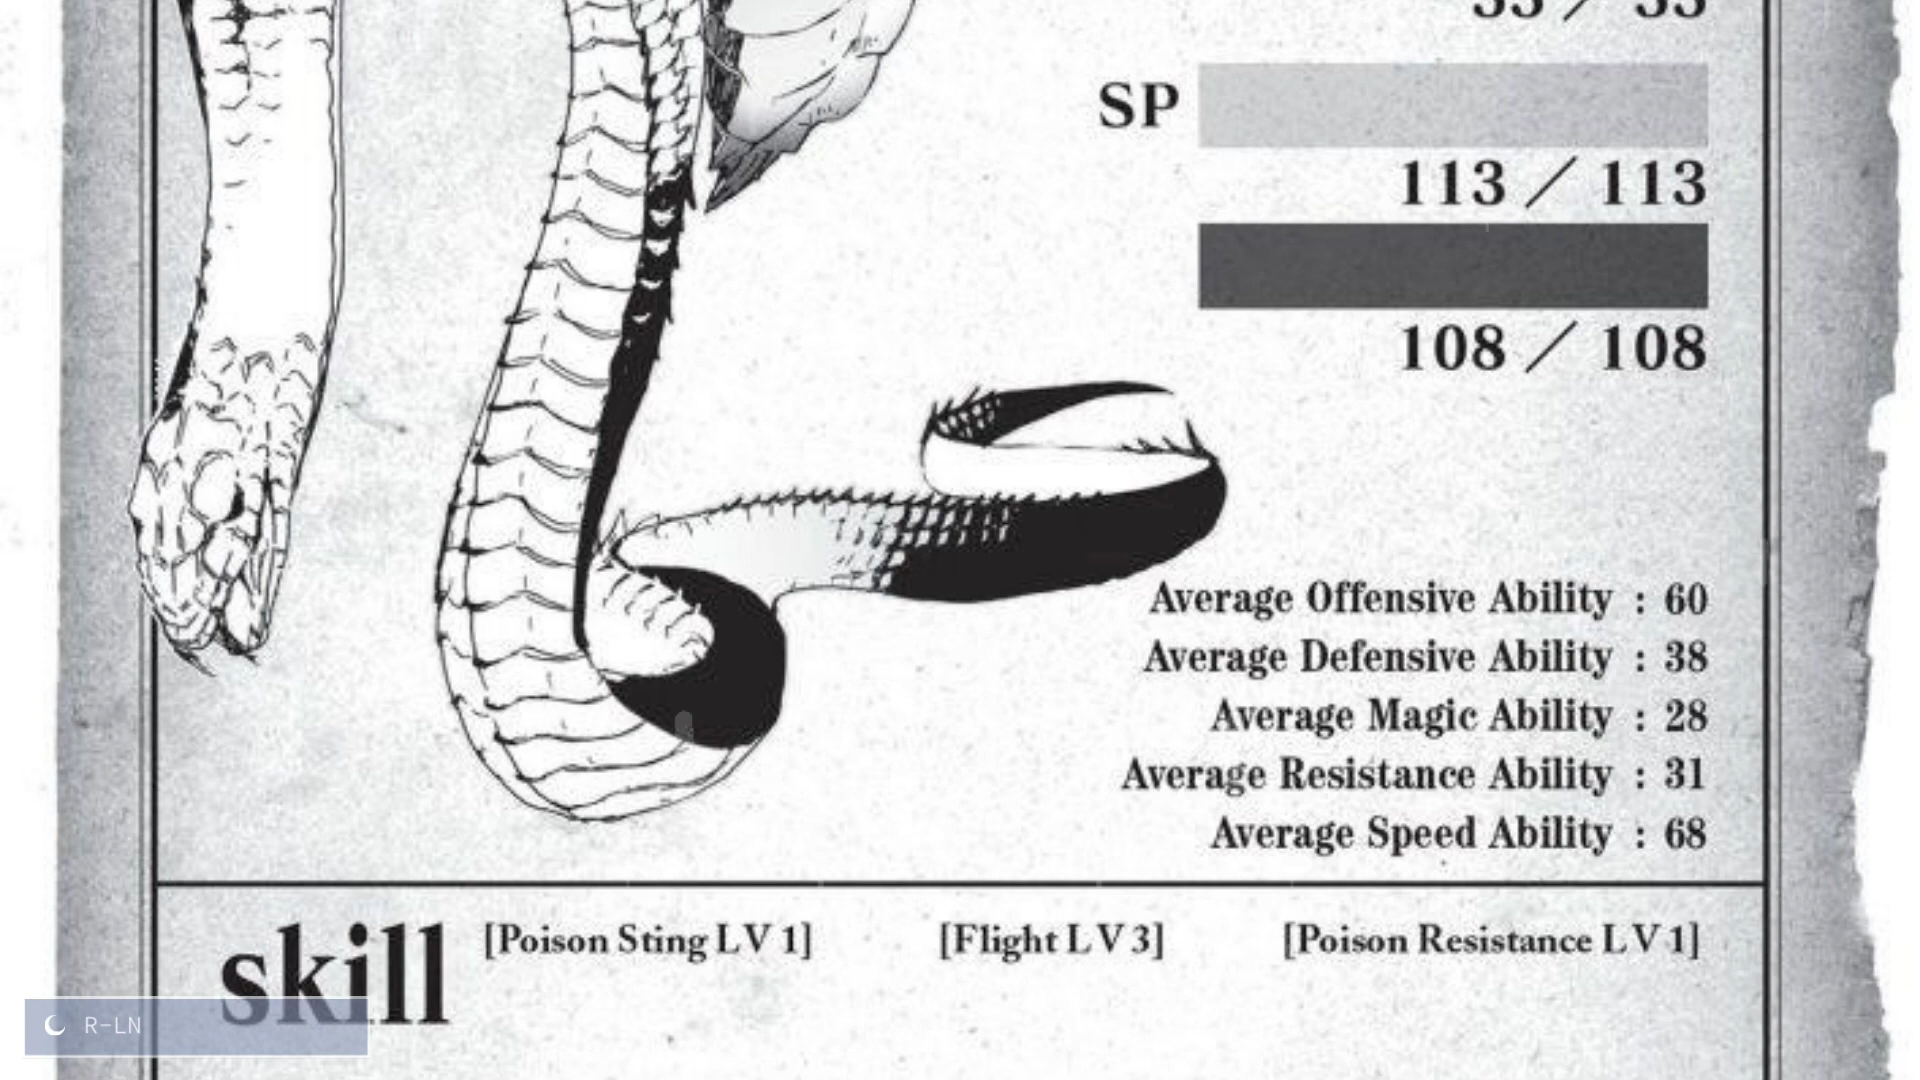 SP
113 / 113
108 / 108
Average Offensive Ability : 60
Average Defensive Ability : 38
Average Magic Ability : 28
Average Resistance Ability : 31
Average Speed Ability : 68
skill [Poison Sting LV 1] [Flight LV 3] [Poison Resistance LV 1]
R-LN